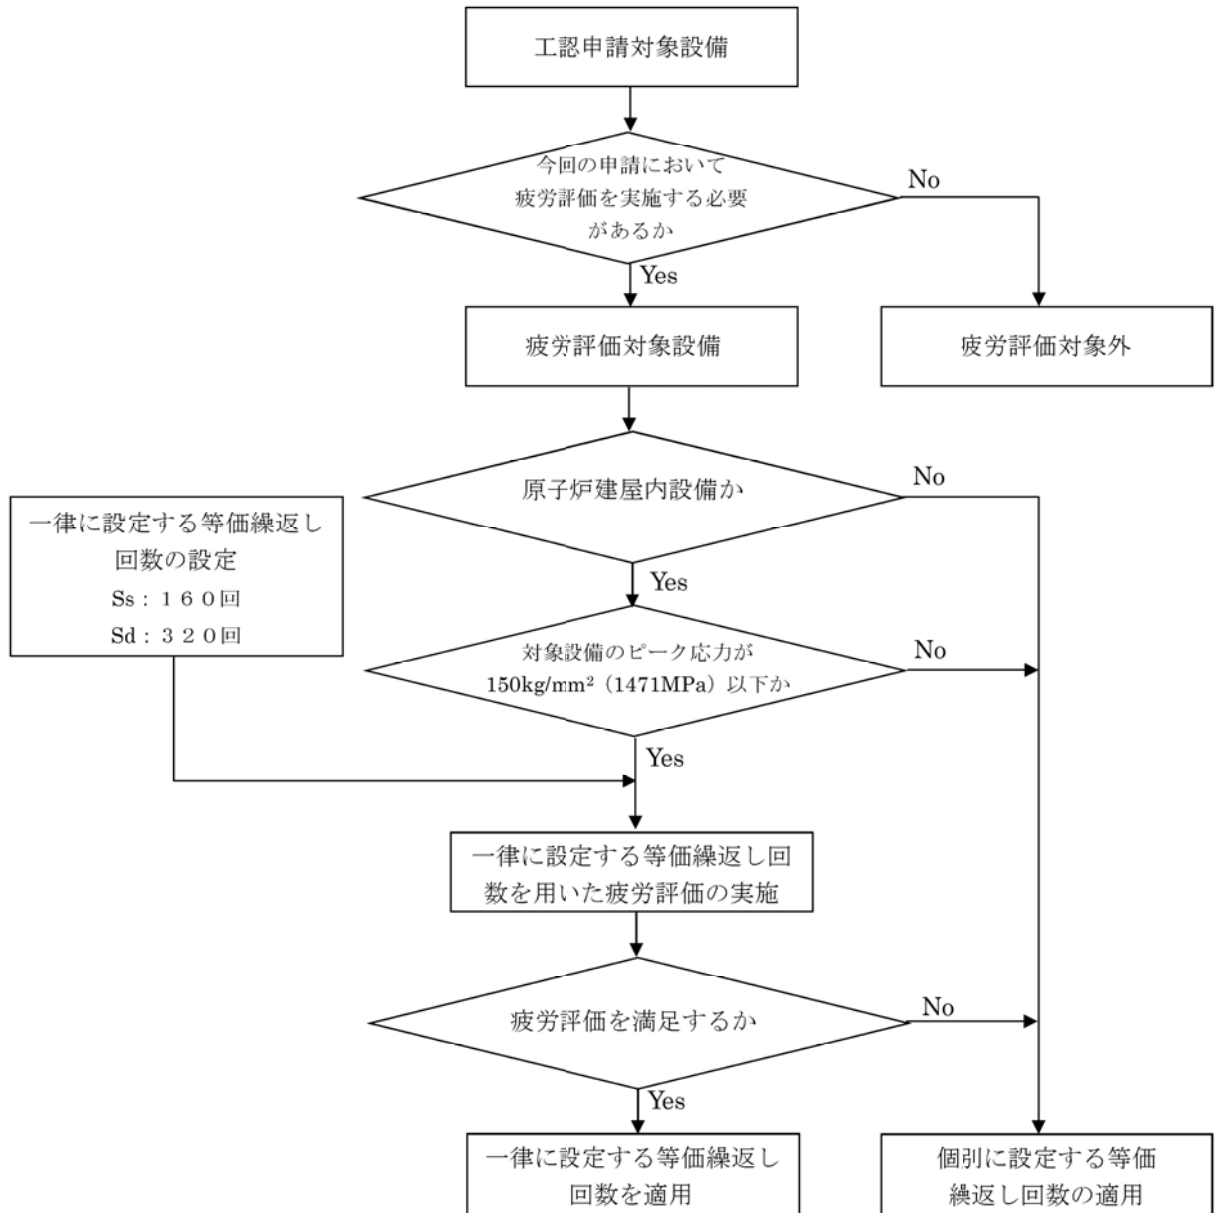 工認申請対象設備
今回の申請において
疲労評価を実施する必要
があるか
No
Yes
疲労評価対象設備
疲労評価対象外
原子炉建屋内設備か
No
Yes
一律に設定する等価繰返し
回数の設定
Ss：１６０回
Sd：３２０回
対象設備のピーク応力が
150kg/mm²（1471MPa）以下か
No
Yes
一律に設定する等価繰返し回
数を用いた疲労評価の実施
疲労評価を満足するか
No
Yes
一律に設定する等価繰返し
回数を適用
個別に設定する等価
繰返し回数の適用